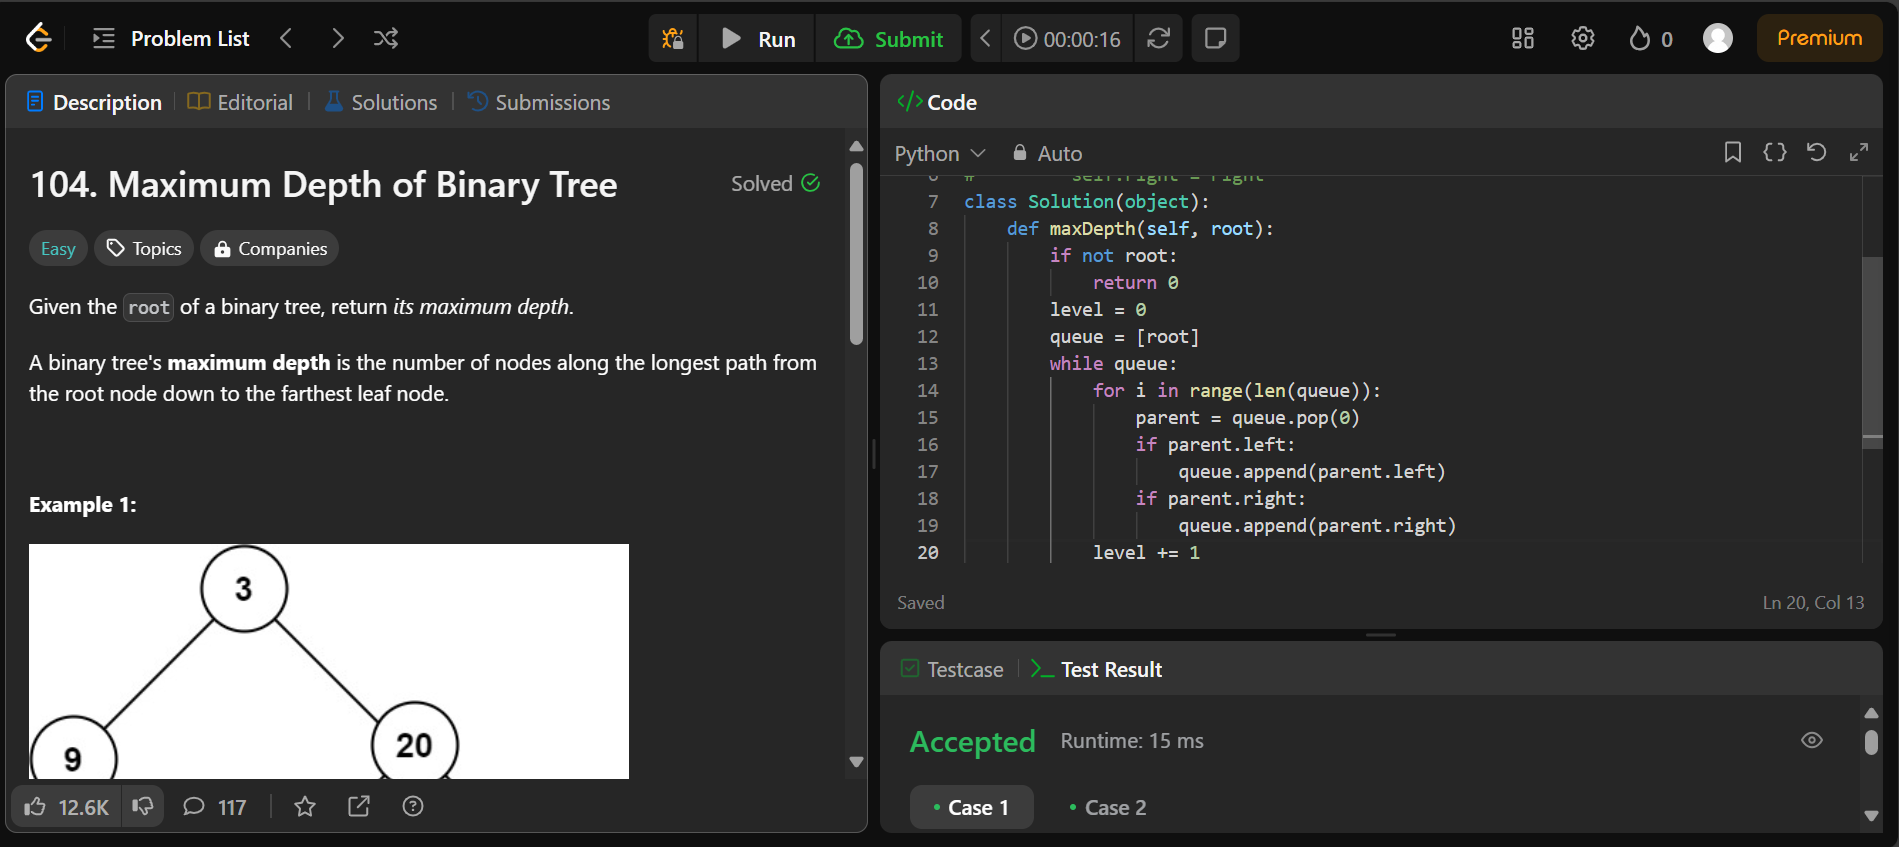 Problem List
Run
Submit
00:00:16
0
Premium
Description
Editorial
Solutions
Submissions
104. Maximum Depth of Binary Tree
Solved
Easy
Topics
Companies
Given the root of a binary tree, return its maximum depth.
A binary tree's maximum depth is the number of nodes along the longest path from
the root node down to the farthest leaf node.
Example 1:
3
9
20
12.6K
117
</> Code
Python
Auto
6 # self.right = right
7 class Solution(object):
8 def maxDepth(self, root):
9 if not root:
10 return 0
11 level = 0
12 queue = [root]
13 while queue:
14 for i in range(len(queue)):
15 parent = queue.pop(0)
16 if parent.left:
17 queue.append(parent.left)
18 if parent.right:
19 queue.append(parent.right)
20 level += 1
Saved
Ln 20, Col 13
Testcase
Test Result
Accepted
Runtime: 15 ms
Case 1
Case 2